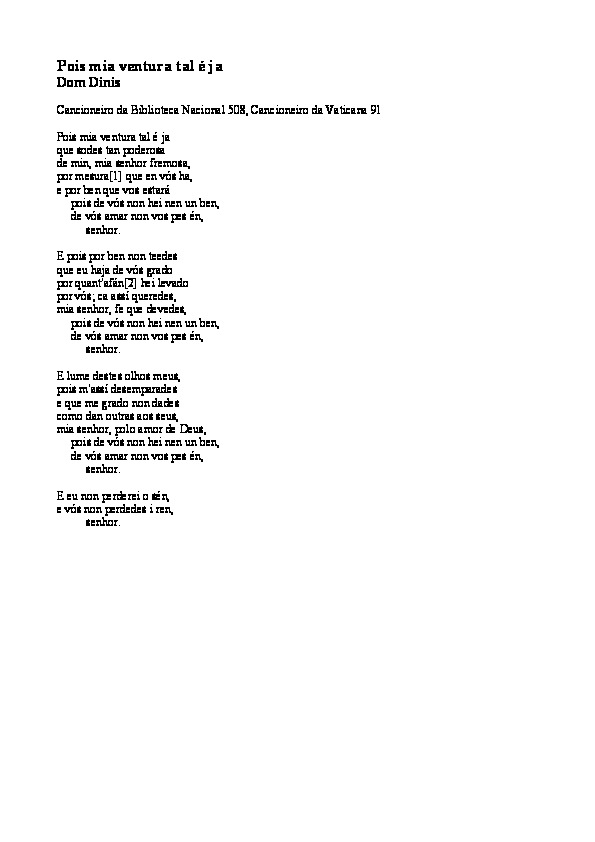 Pois mia ventura tal é ja
Dom Dinis
Cancioneiro da Biblioteca Nacional 508, Cancioneiro da Vaticana 91
Pois mia ventura tal é ja
que sodes tan poderosa
de min, mia senhor fremosa,
por mesura[1] que en vós ha,
e por ben que vos estará
pois de vós non hei nen un ben,
de vós amar non vos pes én,
senhor.
E pois por ben non teedes
que eu haja de vós grado
por quant'afán[2] hei levado
por vós; ca assí queredes,
mia senhor, fe que devedes,
pois de vós non hei nen un ben,
de vós amar non vos pes én,
senhor.
E lume destes olhos meus,
pois m'assí desemparades
e que me grado non dades
como dan outras aos seus,
mia senhor, polo amor de Deus,
pois de vós non hei nen un ben,
de vós amar non vos pes én,
senhor.
E eu non perderei o sén,
e vós non perdedes i ren,
senhor.